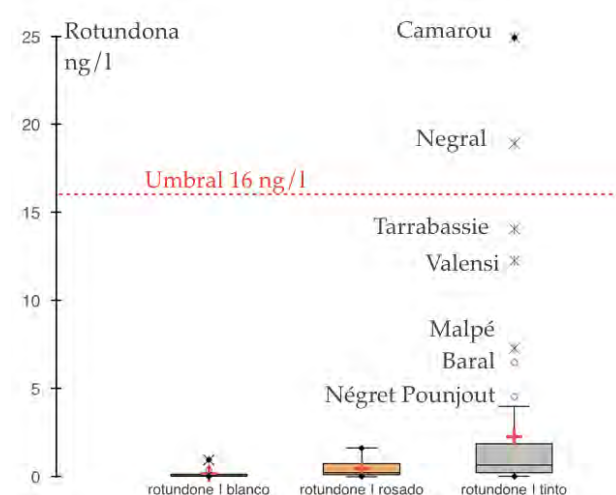 Rotundona
ng/l
25
20
15
10
5
0
Camarou
Negral
Umbral 16 ng/l
Tarrabassie
Valensi
Malpé
Baral
Négret Pounjout
rotundone | blanco
rotundone | rosado
rotundone | tinto